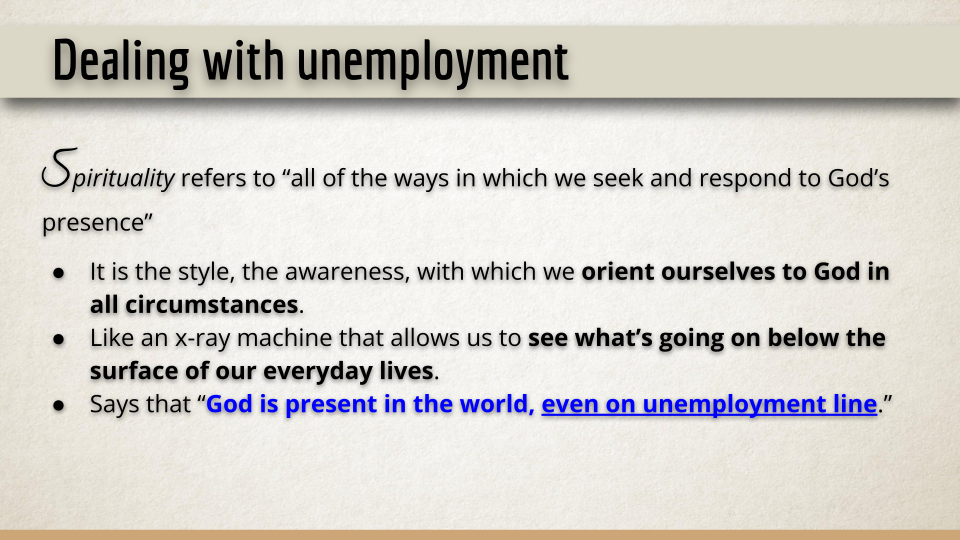 Dealing with unemployment
Spirituality refers to “all of the ways in which we seek and respond to God’s
presence”
● It is the style, the awareness, with which we orient ourselves to God in
all circumstances.
● Like an x-ray machine that allows us to see what’s going on below the
surface of our everyday lives.
● Says that “God is present in the world, even on unemployment line.”